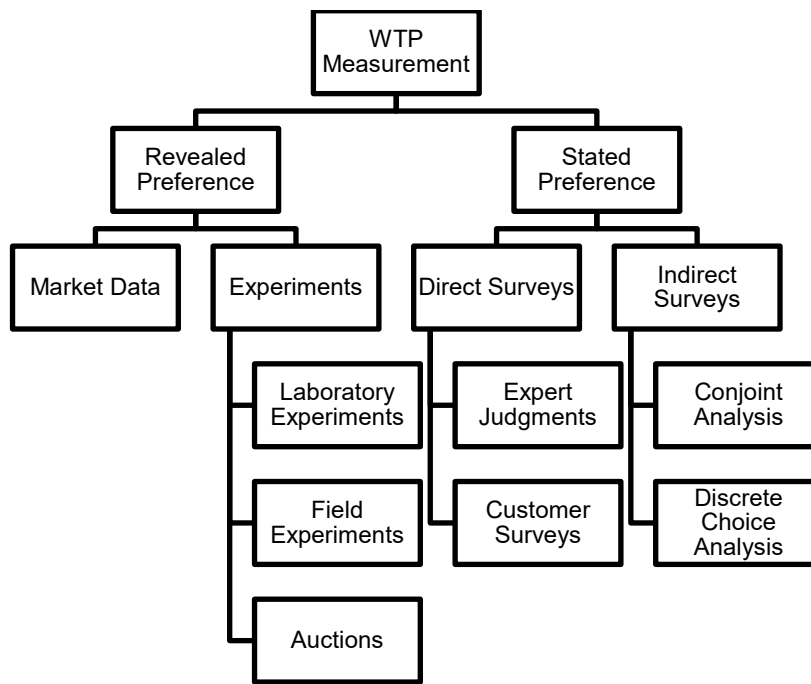 WTP
Measurement
Revealed
Preference
Stated
Preference
Market Data
Experiments
Direct Surveys
Indirect
Surveys
Laboratory
Experiments
Expert
Judgments
Conjoint
Analysis
Field
Experiments
Customer
Surveys
Discrete
Choice
Analysis
Auctions